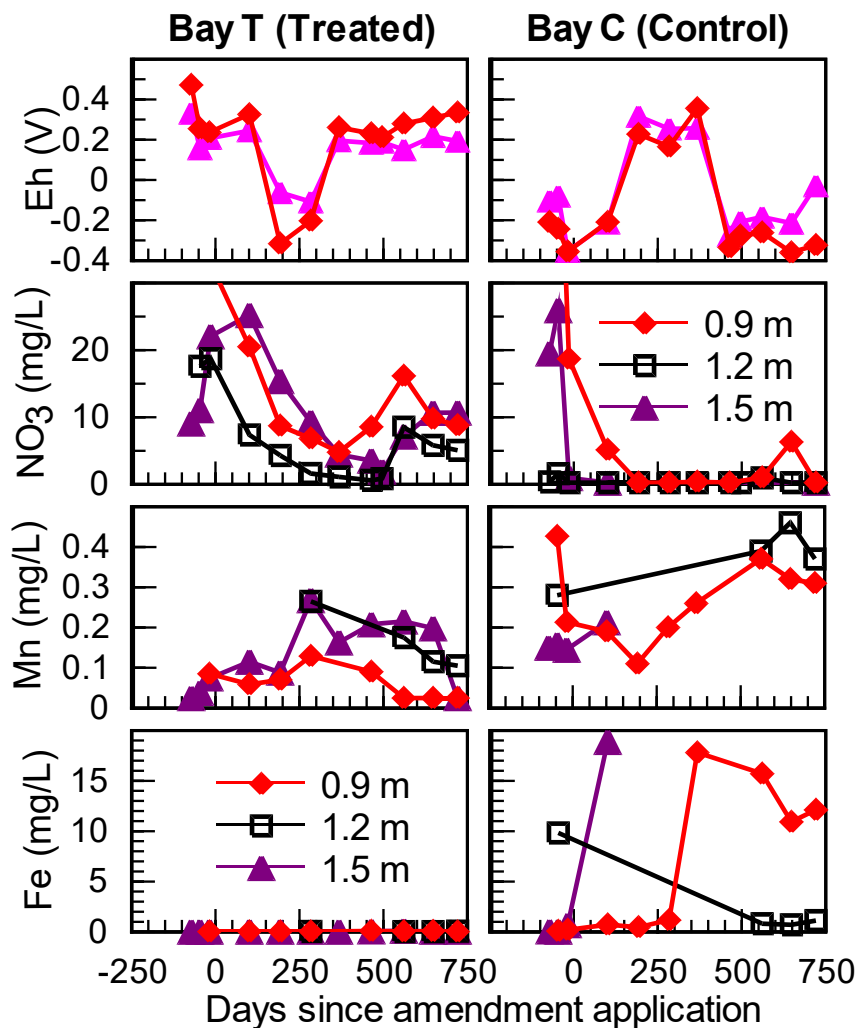 Bay T (Treated) Bay C (Control)
Eh (V)
0.4
0.2
0
-0.2
-0.4
NO3 (mg/L)
20
10
0
0.9 m
1.2 m
1.5 m
Mn (mg/L)
0.4
0.3
0.2
0.1
0
Fe (mg/L)
15
10
5
0
0.9 m
1.2 m
1.5 m
-250 0 250 500 750 0 250 500 750
Days since amendment application